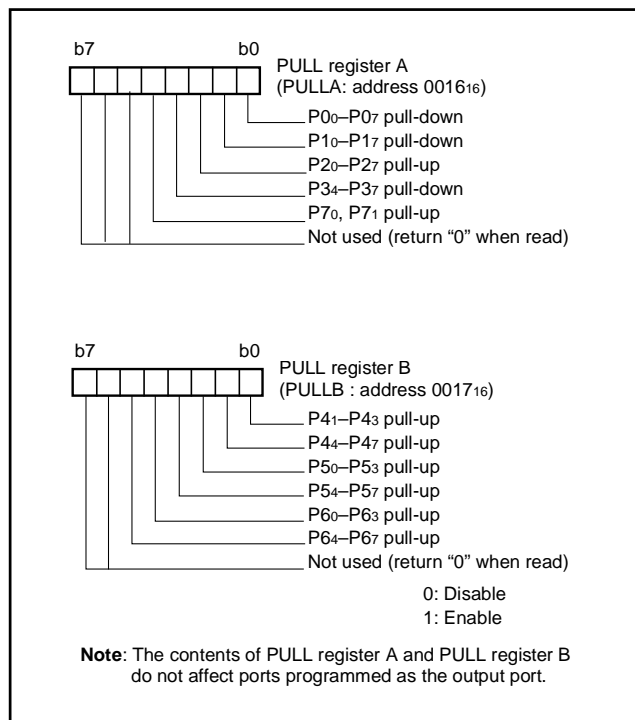 b7 b0
PULL register A
(PULLA: address 001616)
P00–P07 pull-down
P10–P17 pull-down
P20–P27 pull-up
P34–P37 pull-down
P70, P71 pull-up
Not used (return “0” when read)
b7 b0
PULL register B
(PULLB : address 001716)
P41–P43 pull-up
P44–P47 pull-up
P50–P53 pull-up
P54–P57 pull-up
P60–P63 pull-up
P64–P67 pull-up
Not used (return “0” when read)
0: Disable
1: Enable
Note: The contents of PULL register A and PULL register B
do not affect ports programmed as the output port.